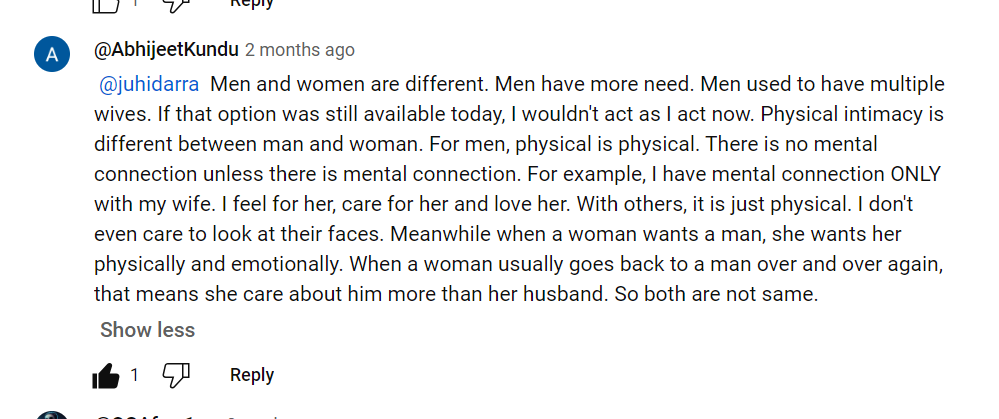 1 Reply
A @AbhijeetKundu 2 months ago
@juhidarra Men and women are different. Men have more need. Men used to have multiple
wives. If that option was still available today, I wouldn't act as I act now. Physical intimacy is
different between man and woman. For men, physical is physical. There is no mental
connection unless there is mental connection. For example, I have mental connection ONLY
with my wife. I feel for her, care for her and love her. With others, it is just physical. I don't
even care to look at their faces. Meanwhile when a woman wants a man, she wants her
physically and emotionally. When a woman usually goes back to a man over and over again,
that means she care about him more than her husband. So both are not same.
Show less
1 Reply